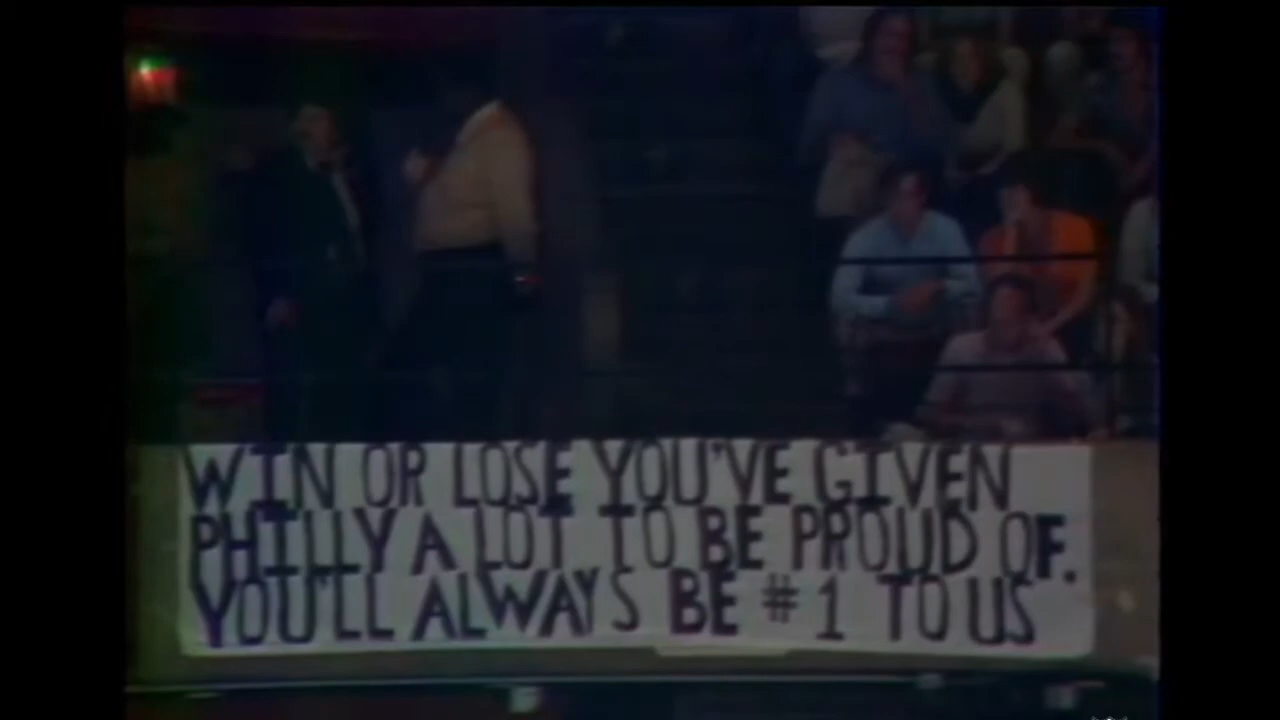 WIN OR LOSE YOU'VE GIVEN
PHILLY A LOT TO BE PROUD OF.
YOU'LL ALWAYS BE #1 TO US